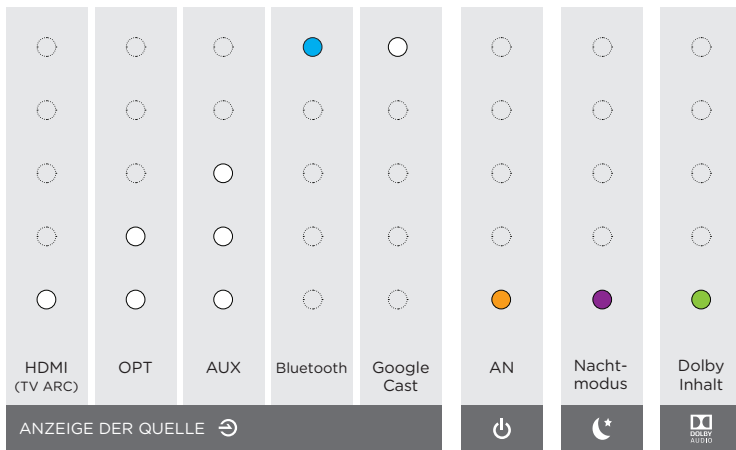 HDMI
(TV ARC)
OPT
AUX
Bluetooth
Google
Cast
AN
Nacht-
modus
Dolby
Inhalt
ANZEIGE DER QUELLE
DOLBY
AUDIO